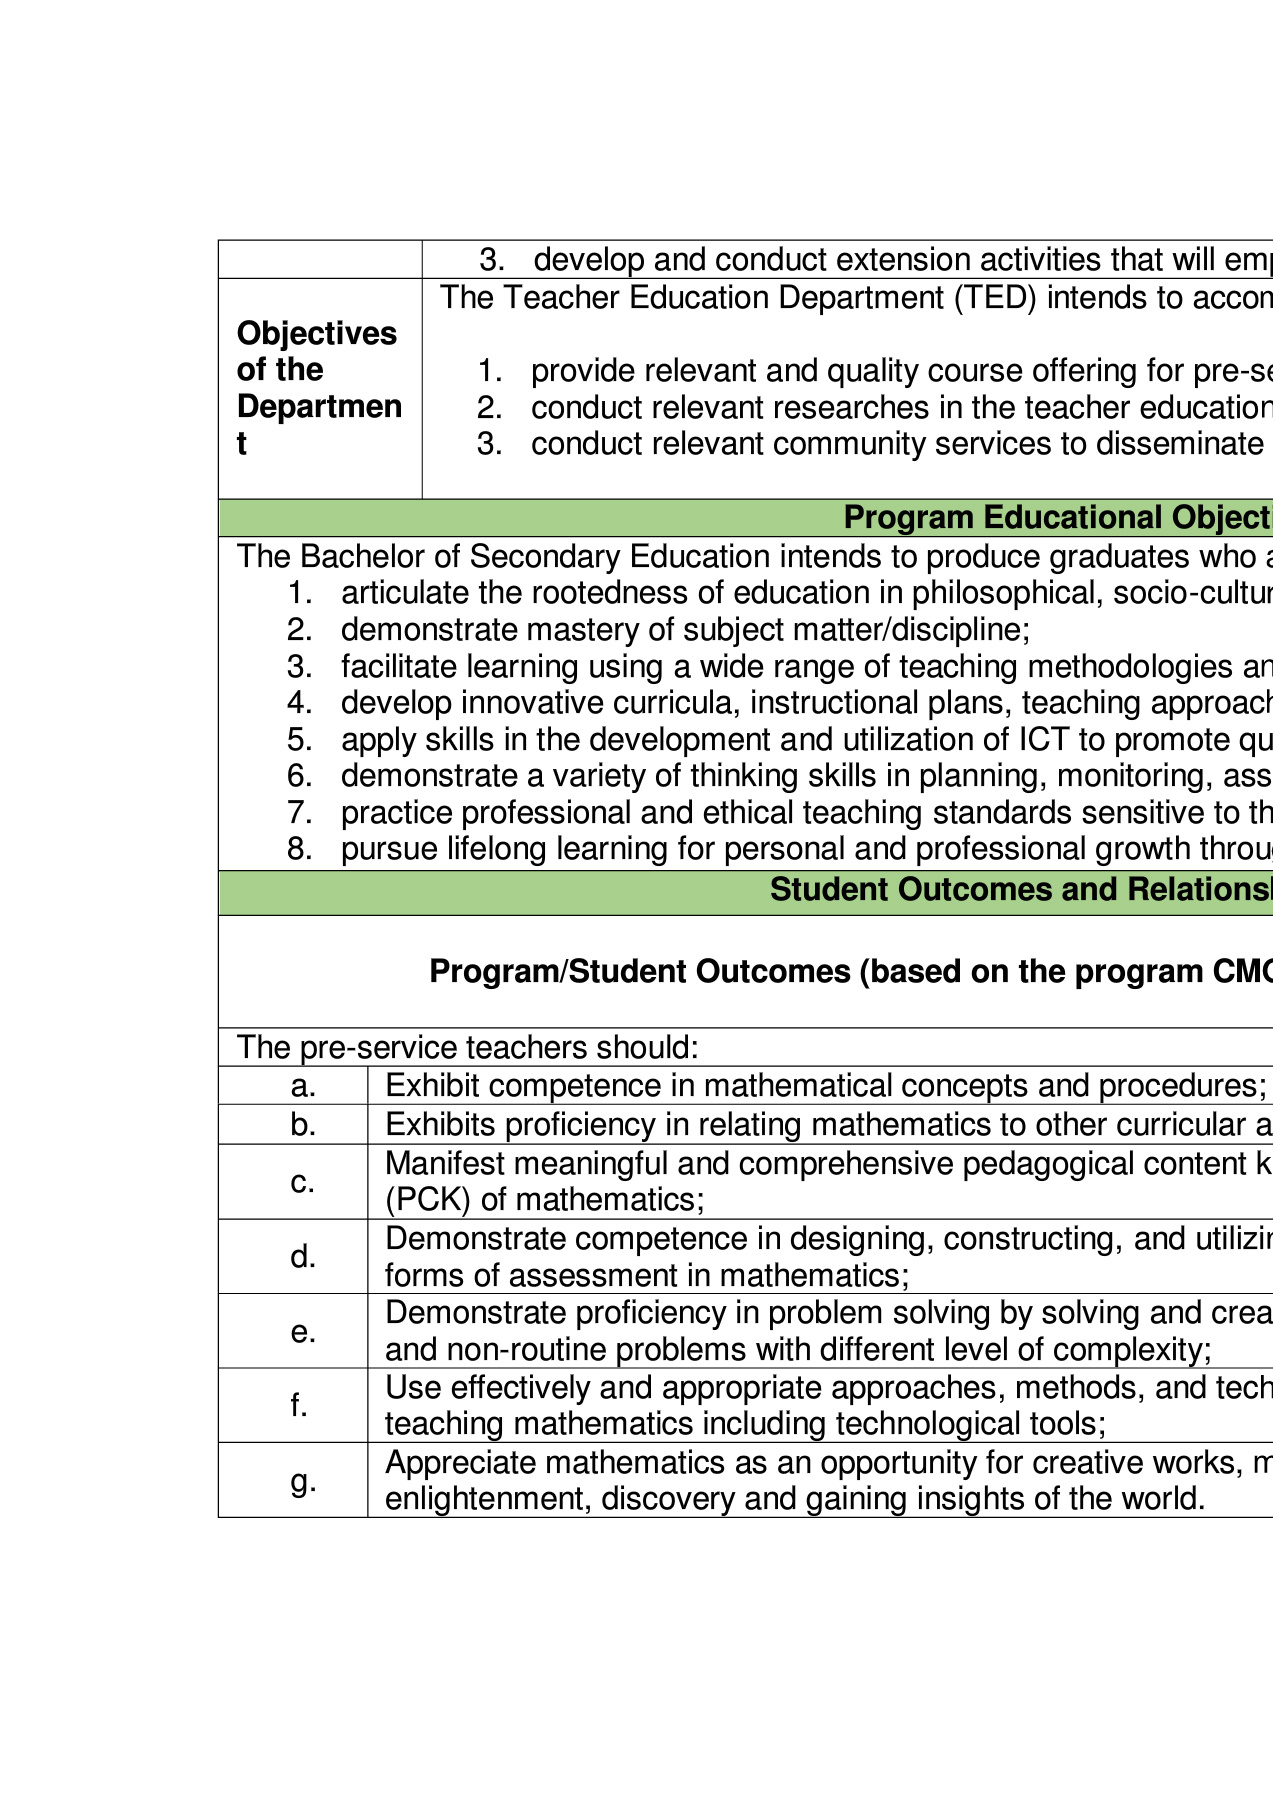 3. develop and conduct extension activities that will emp
Objectives
of the
Departmen
t
The Teacher Education Department (TED) intends to accom
1. provide relevant and quality course offering for pre-se
2. conduct relevant researches in the teacher education
3. conduct relevant community services to disseminate
Program Educational Objecti
The Bachelor of Secondary Education intends to produce graduates who a
1. articulate the rootedness of education in philosophical, socio-cultur
2. demonstrate mastery of subject matter/discipline;
3. facilitate learning using a wide range of teaching methodologies an
4. develop innovative curricula, instructional plans, teaching approach
5. apply skills in the development and utilization of ICT to promote qu
6. demonstrate a variety of thinking skills in planning, monitoring, ass
7. practice professional and ethical teaching standards sensitive to th
8. pursue lifelong learning for personal and professional growth throug
Student Outcomes and Relationsh
Program/Student Outcomes (based on the program CMO
The pre-service teachers should:
a. Exhibit competence in mathematical concepts and procedures;
b. Exhibits proficiency in relating mathematics to other curricular a
c. Manifest meaningful and comprehensive pedagogical content k
(PCK) of mathematics;
d. Demonstrate competence in designing, constructing, and utilizin
forms of assessment in mathematics;
e. Demonstrate proficiency in problem solving by solving and crea
and non-routine problems with different level of complexity;
f. Use effectively and appropriate approaches, methods, and tech
teaching mathematics including technological tools;
g. Appreciate mathematics as an opportunity for creative works, m
enlightenment, discovery and gaining insights of the world.